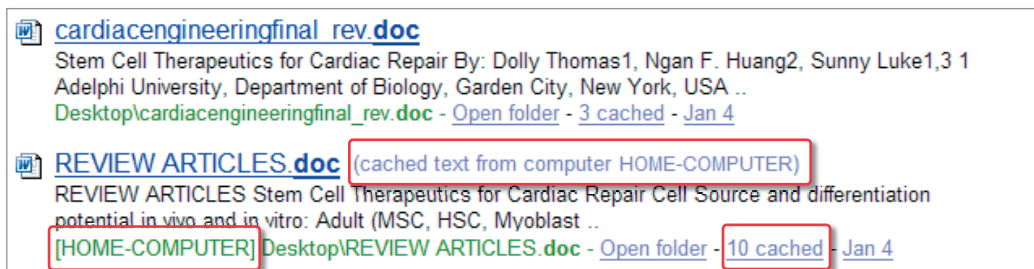 cardiacengineeringfinal_rev.doc
Stem Cell Therapeutics for Cardiac Repair By: Dolly Thomas1, Ngan F. Huang2, Sunny Luke1,3 1
Adelphi University, Department of Biology, Garden City, New York, USA ..
Desktop\cardiacengineeringfinal_rev.doc - Open folder - 3 cached - Jan 4
REVIEW ARTICLES.doc (cached text from computer HOME-COMPUTER)
REVIEW ARTICLES Stem Cell Therapeutics for Cardiac Repair Cell Source and differentiation
potential in vivo and in vitro: Adult (MSC, HSC, Myoblast ..
[HOME-COMPUTER] Desktop\REVIEW ARTICLES.doc - Open folder - 10 cached - Jan 4